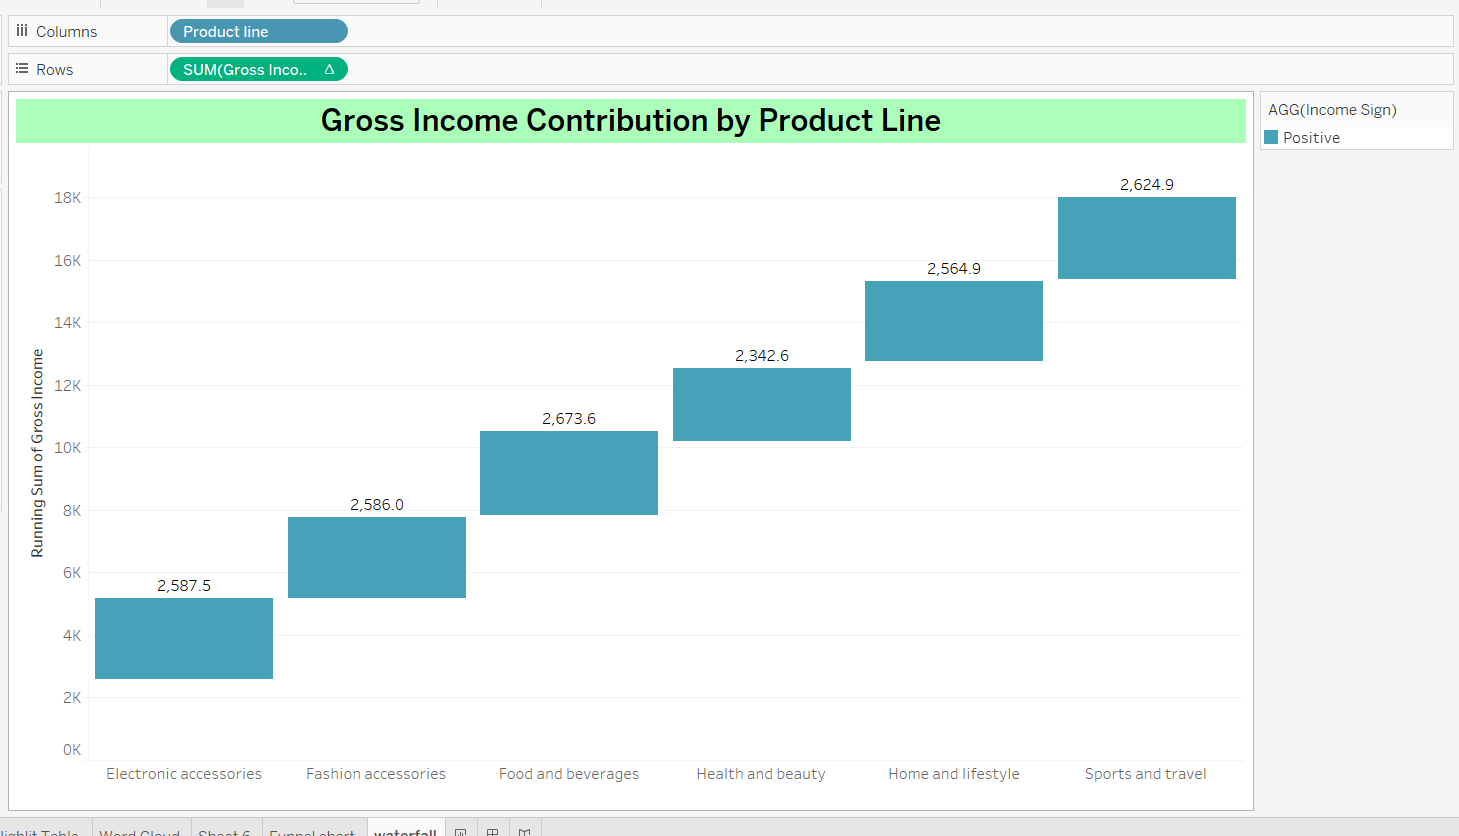 Columns
Product line
Rows
SUM(Gross Inco.. Δ
Gross Income Contribution by Product Line
AGG(Income Sign)
Positive
Running Sum of Gross Income
18K
16K
14K
12K
10K
8K
6K
4K
2K
0K
2,587.5
2,586.0
2,673.6
2,342.6
2,564.9
2,624.9
Electronic accessories
Fashion accessories
Food and beverages
Health and beauty
Home and lifestyle
Sports and travel
Table
Word Cloud
Sheet 6
Funnel chart
waterfall